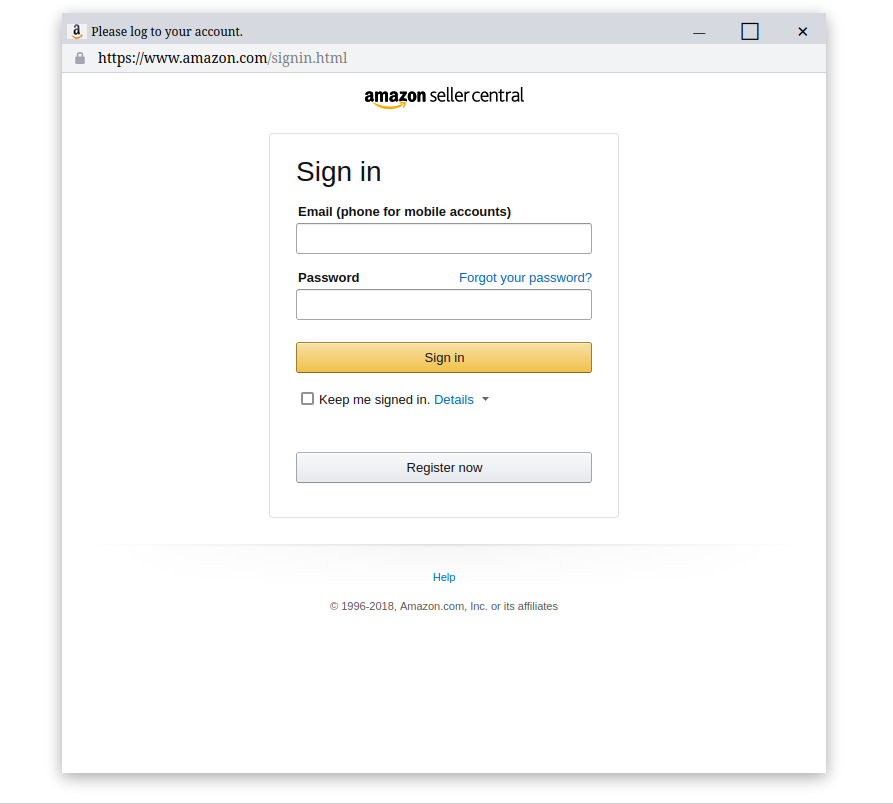 Please log to your account.
https://www.amazon.com/signin.html
amazon seller central
Sign in
Email (phone for mobile accounts)
Password Forgot your password?
Sign in
Keep me signed in. Details
Register now
Help
© 1996-2018, Amazon.com, Inc. or its affiliates